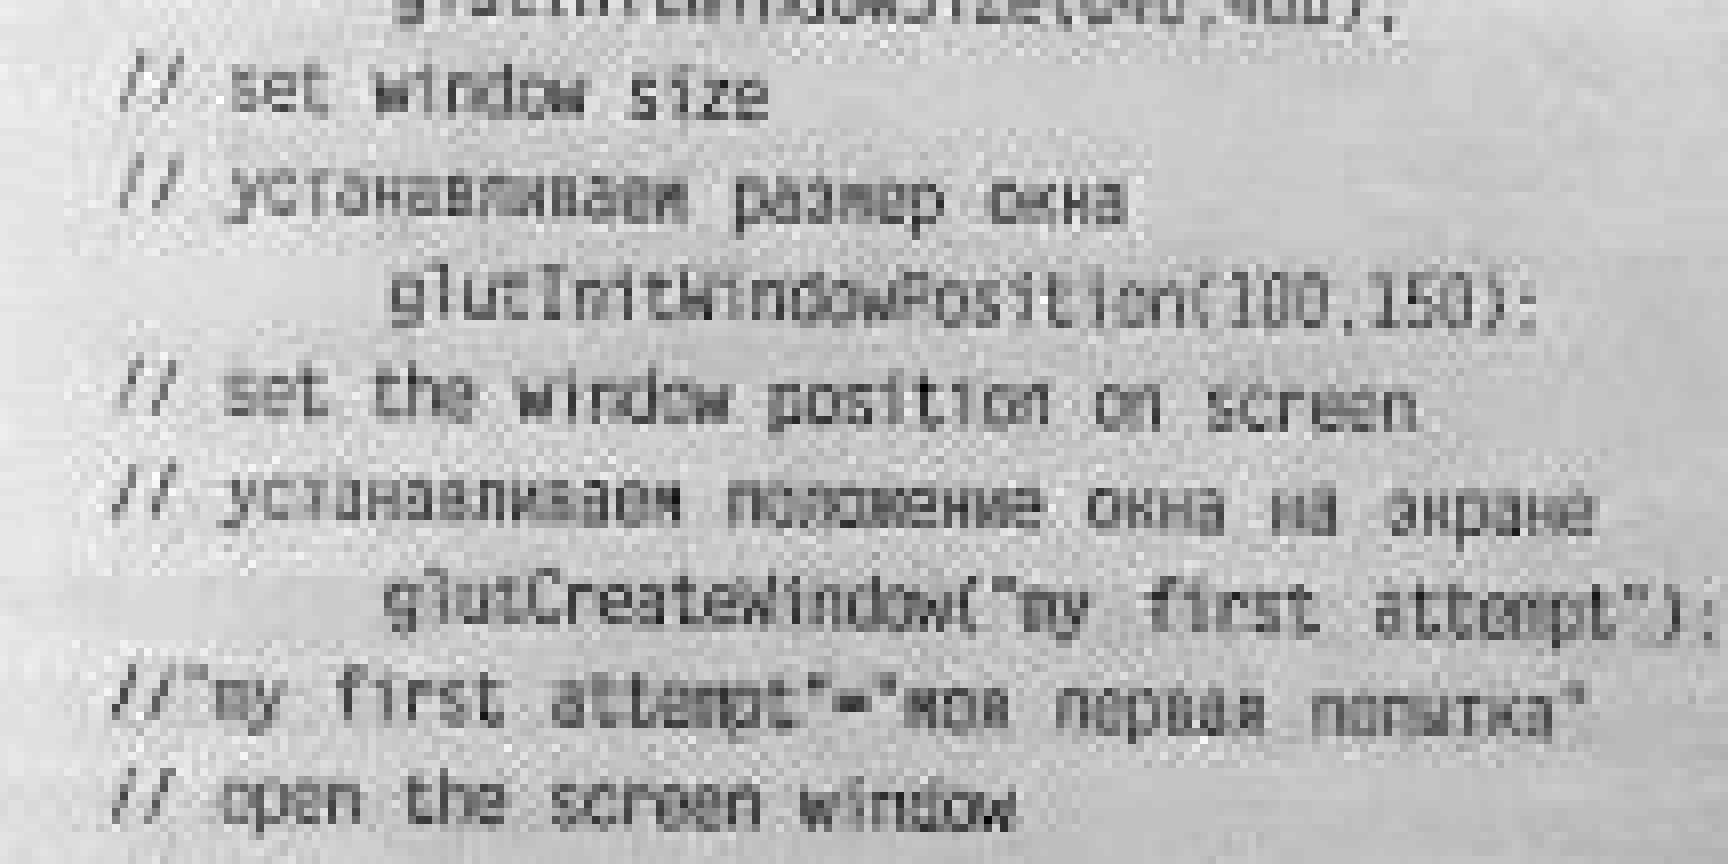 glutInitWindowSize(640,480);
// set window size
// устанавливаем размер окна
glutInitWindowPosition(100,150);
// set the window position on screen
// устанавливаем положение окна на экране
glutCreateWindow("my first attempt");
//"my first attempt"="моя первая попытка"
// open the screen window